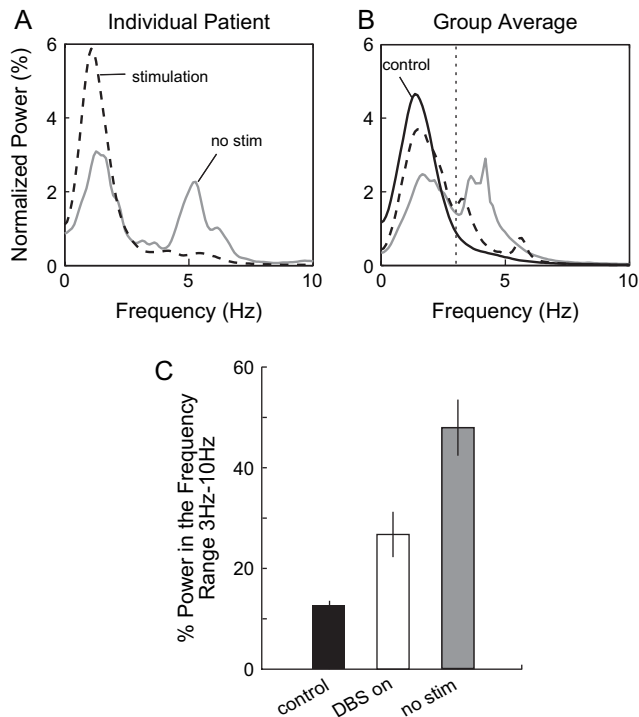 A Individual Patient
B Group Average
Normalized Power (%)
6
4
2
0
stimulation
no stim
0 5 10
Frequency (Hz)
6
4
2
0
control
0 5 10
Frequency (Hz)
C
% Power in the Frequency
Range 3Hz-10Hz
60
40
20
0
control
DBS on
no stim